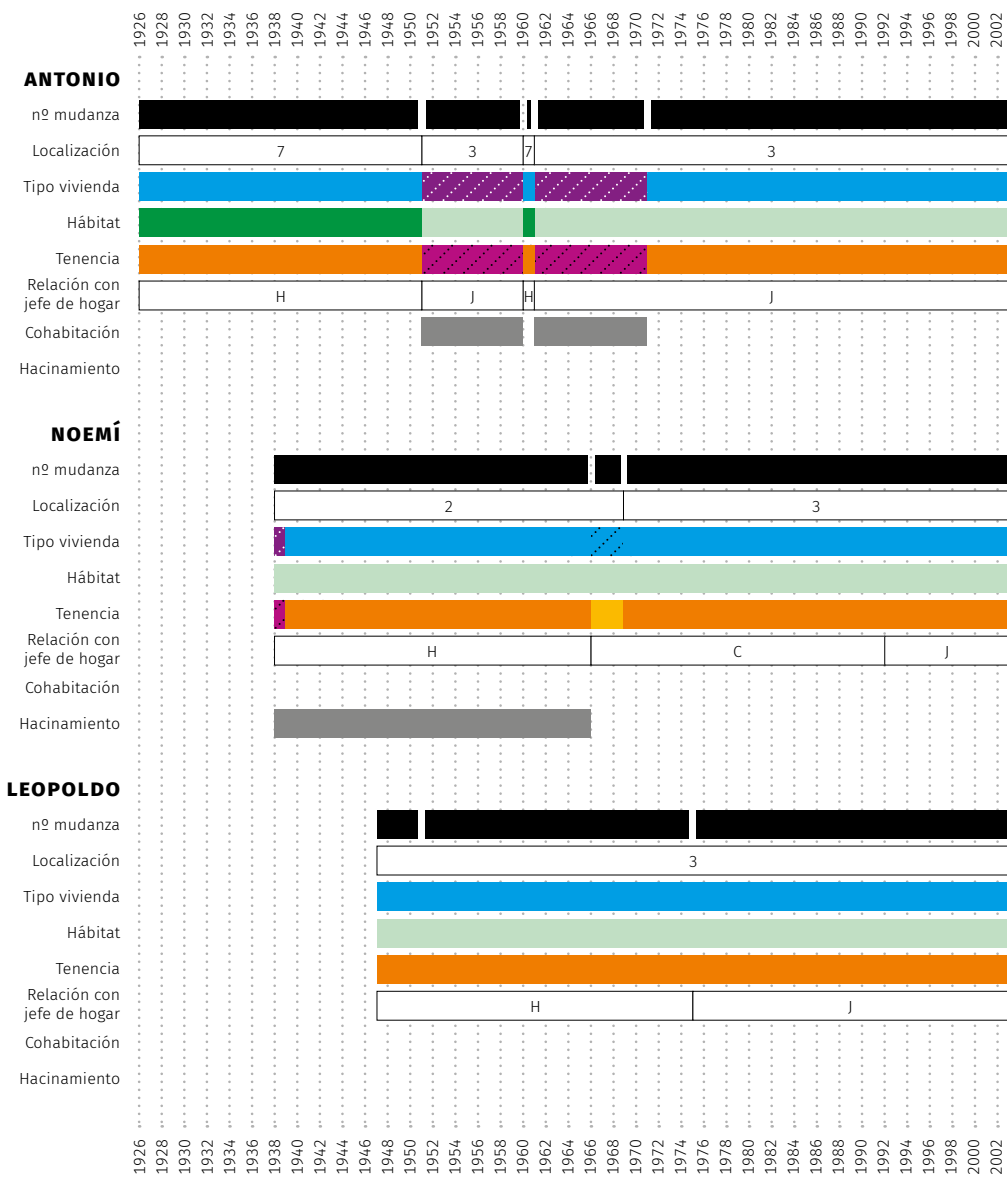 1926 1928 1930 1932 1934 1936 1938 1940 1942 1944 1946 1948 1950 1952 1954 1956 1958 1960 1962 1964 1966 1968 1970 1972 1974 1976 1978 1980 1982 1984 1986 1988 1990 1992 1994 1996 1998 2000 2002
ANTONIO
nº mudanza
Localización 7 3 7 3
Tipo vivienda
Hábitat
Tenencia
Relación con
jefe de hogar H J H J
Cohabitación
Hacinamiento
NOEMÍ
nº mudanza
Localización 2 3
Tipo vivienda
Hábitat
Tenencia
Relación con
jefe de hogar H C J
Cohabitación
Hacinamiento
LEOPOLDO
nº mudanza
Localización 3
Tipo vivienda
Hábitat
Tenencia
Relación con
jefe de hogar H J
Cohabitación
Hacinamiento
1926 1928 1930 1932 1934 1936 1938 1940 1942 1944 1946 1948 1950 1952 1954 1956 1958 1960 1962 1964 1966 1968 1970 1972 1974 1976 1978 1980 1982 1984 1986 1988 1990 1992 1994 1996 1998 2000 2002